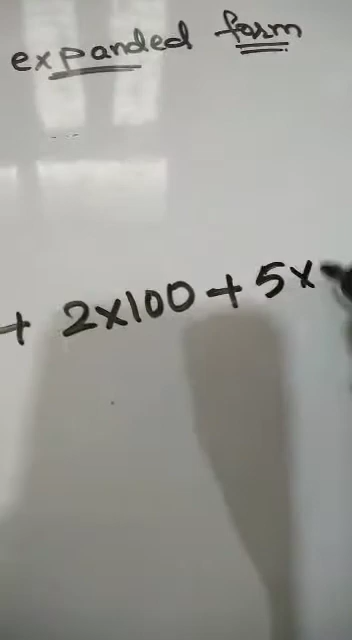 expanded form
+ 2x100 + 5x